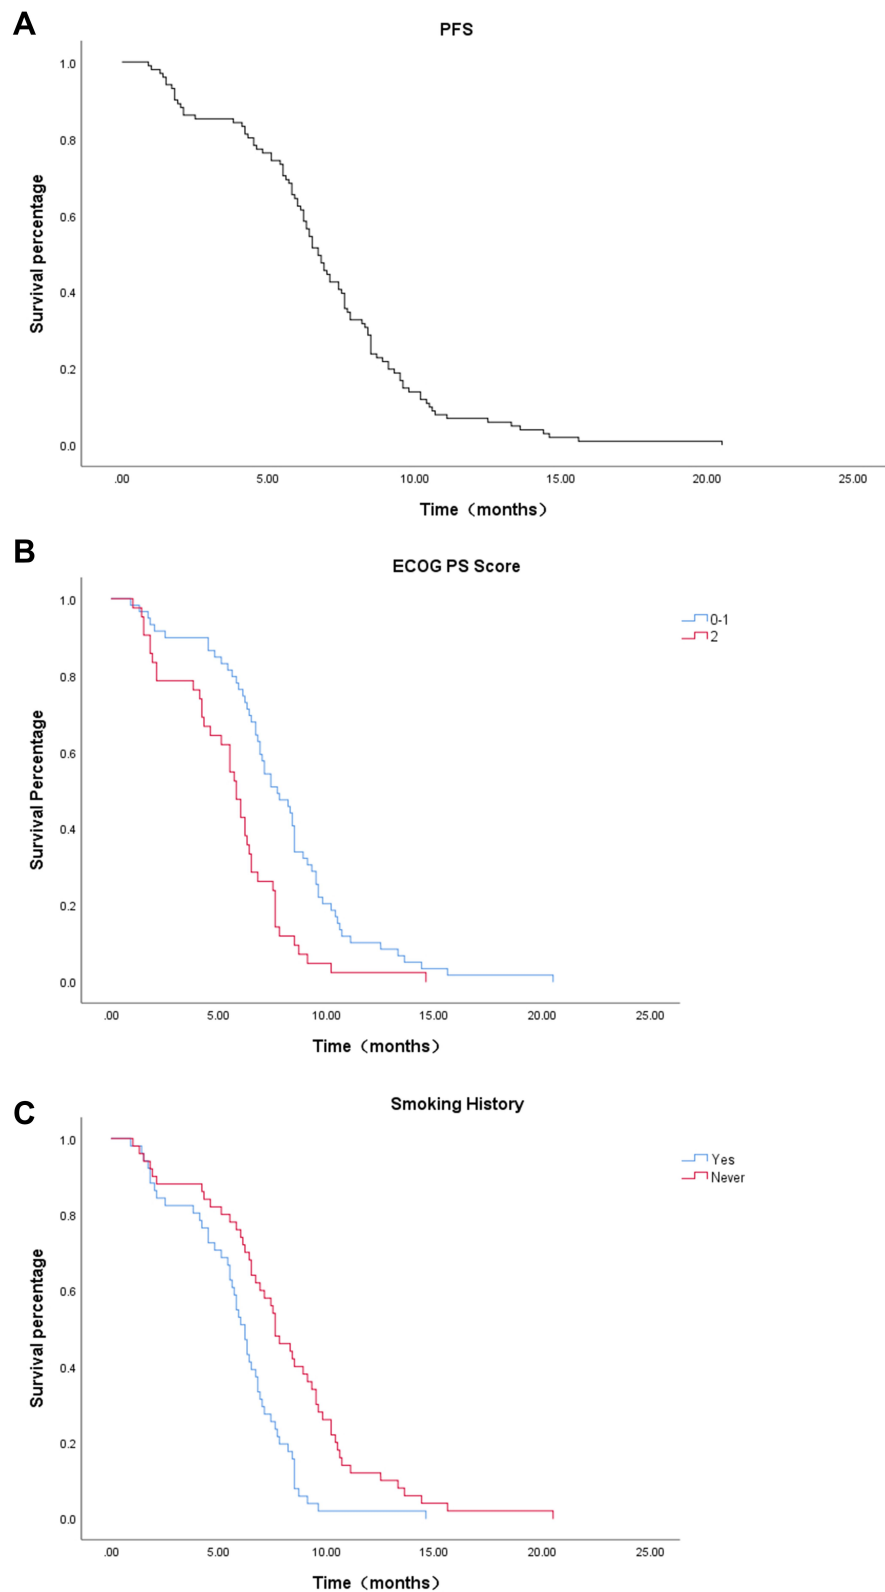 A
PFS
Survival percentage
1.0
0.8
0.6
0.4
0.2
0.0
.00 5.00 10.00 15.00 20.00 25.00
Time（months）
B
ECOG PS Score
Survival Percentage
1.0
0.8
0.6
0.4
0.2
0.0
0-1
2
.00 5.00 10.00 15.00 20.00 25.00
Time（months）
C
Smoking History
Survival percentage
1.0
0.8
0.6
0.4
0.2
0.0
Yes
Never
.00 5.00 10.00 15.00 20.00 25.00
Time（months）